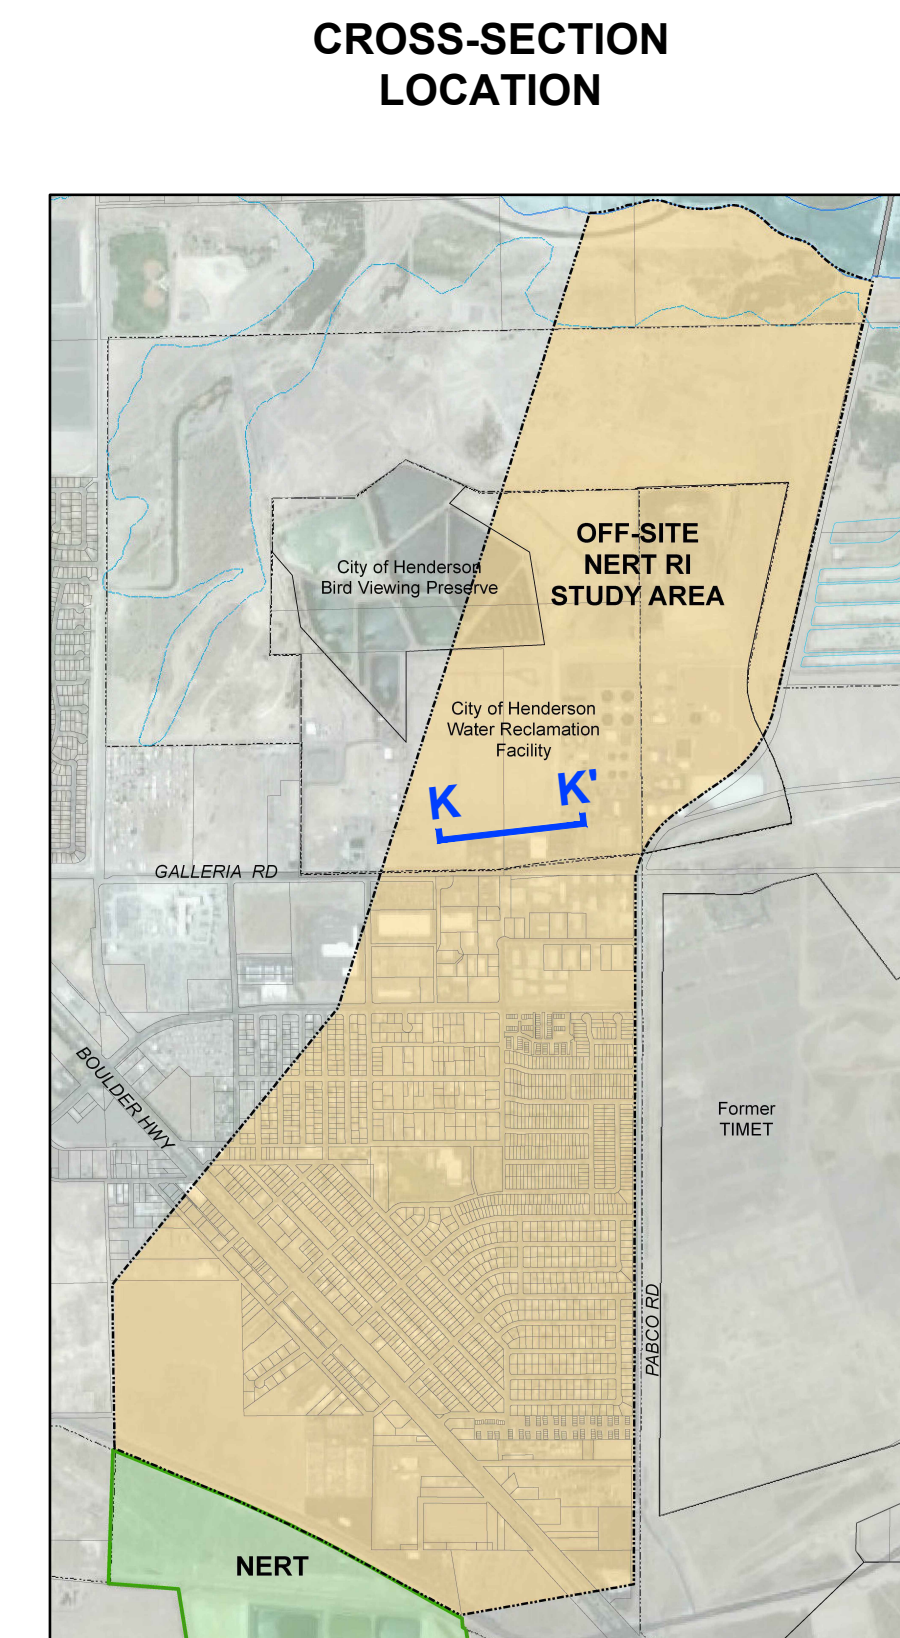 CROSS-SECTION
LOCATION
City of Henderson
Bird Viewing Preserve
OFF-SITE
NERT RI
STUDY AREA
City of Henderson
Water Reclamation
Facility
K
K'
GALLERIA RD
BOULDER HWY
Former
TIMET
PABCO RD
NERT